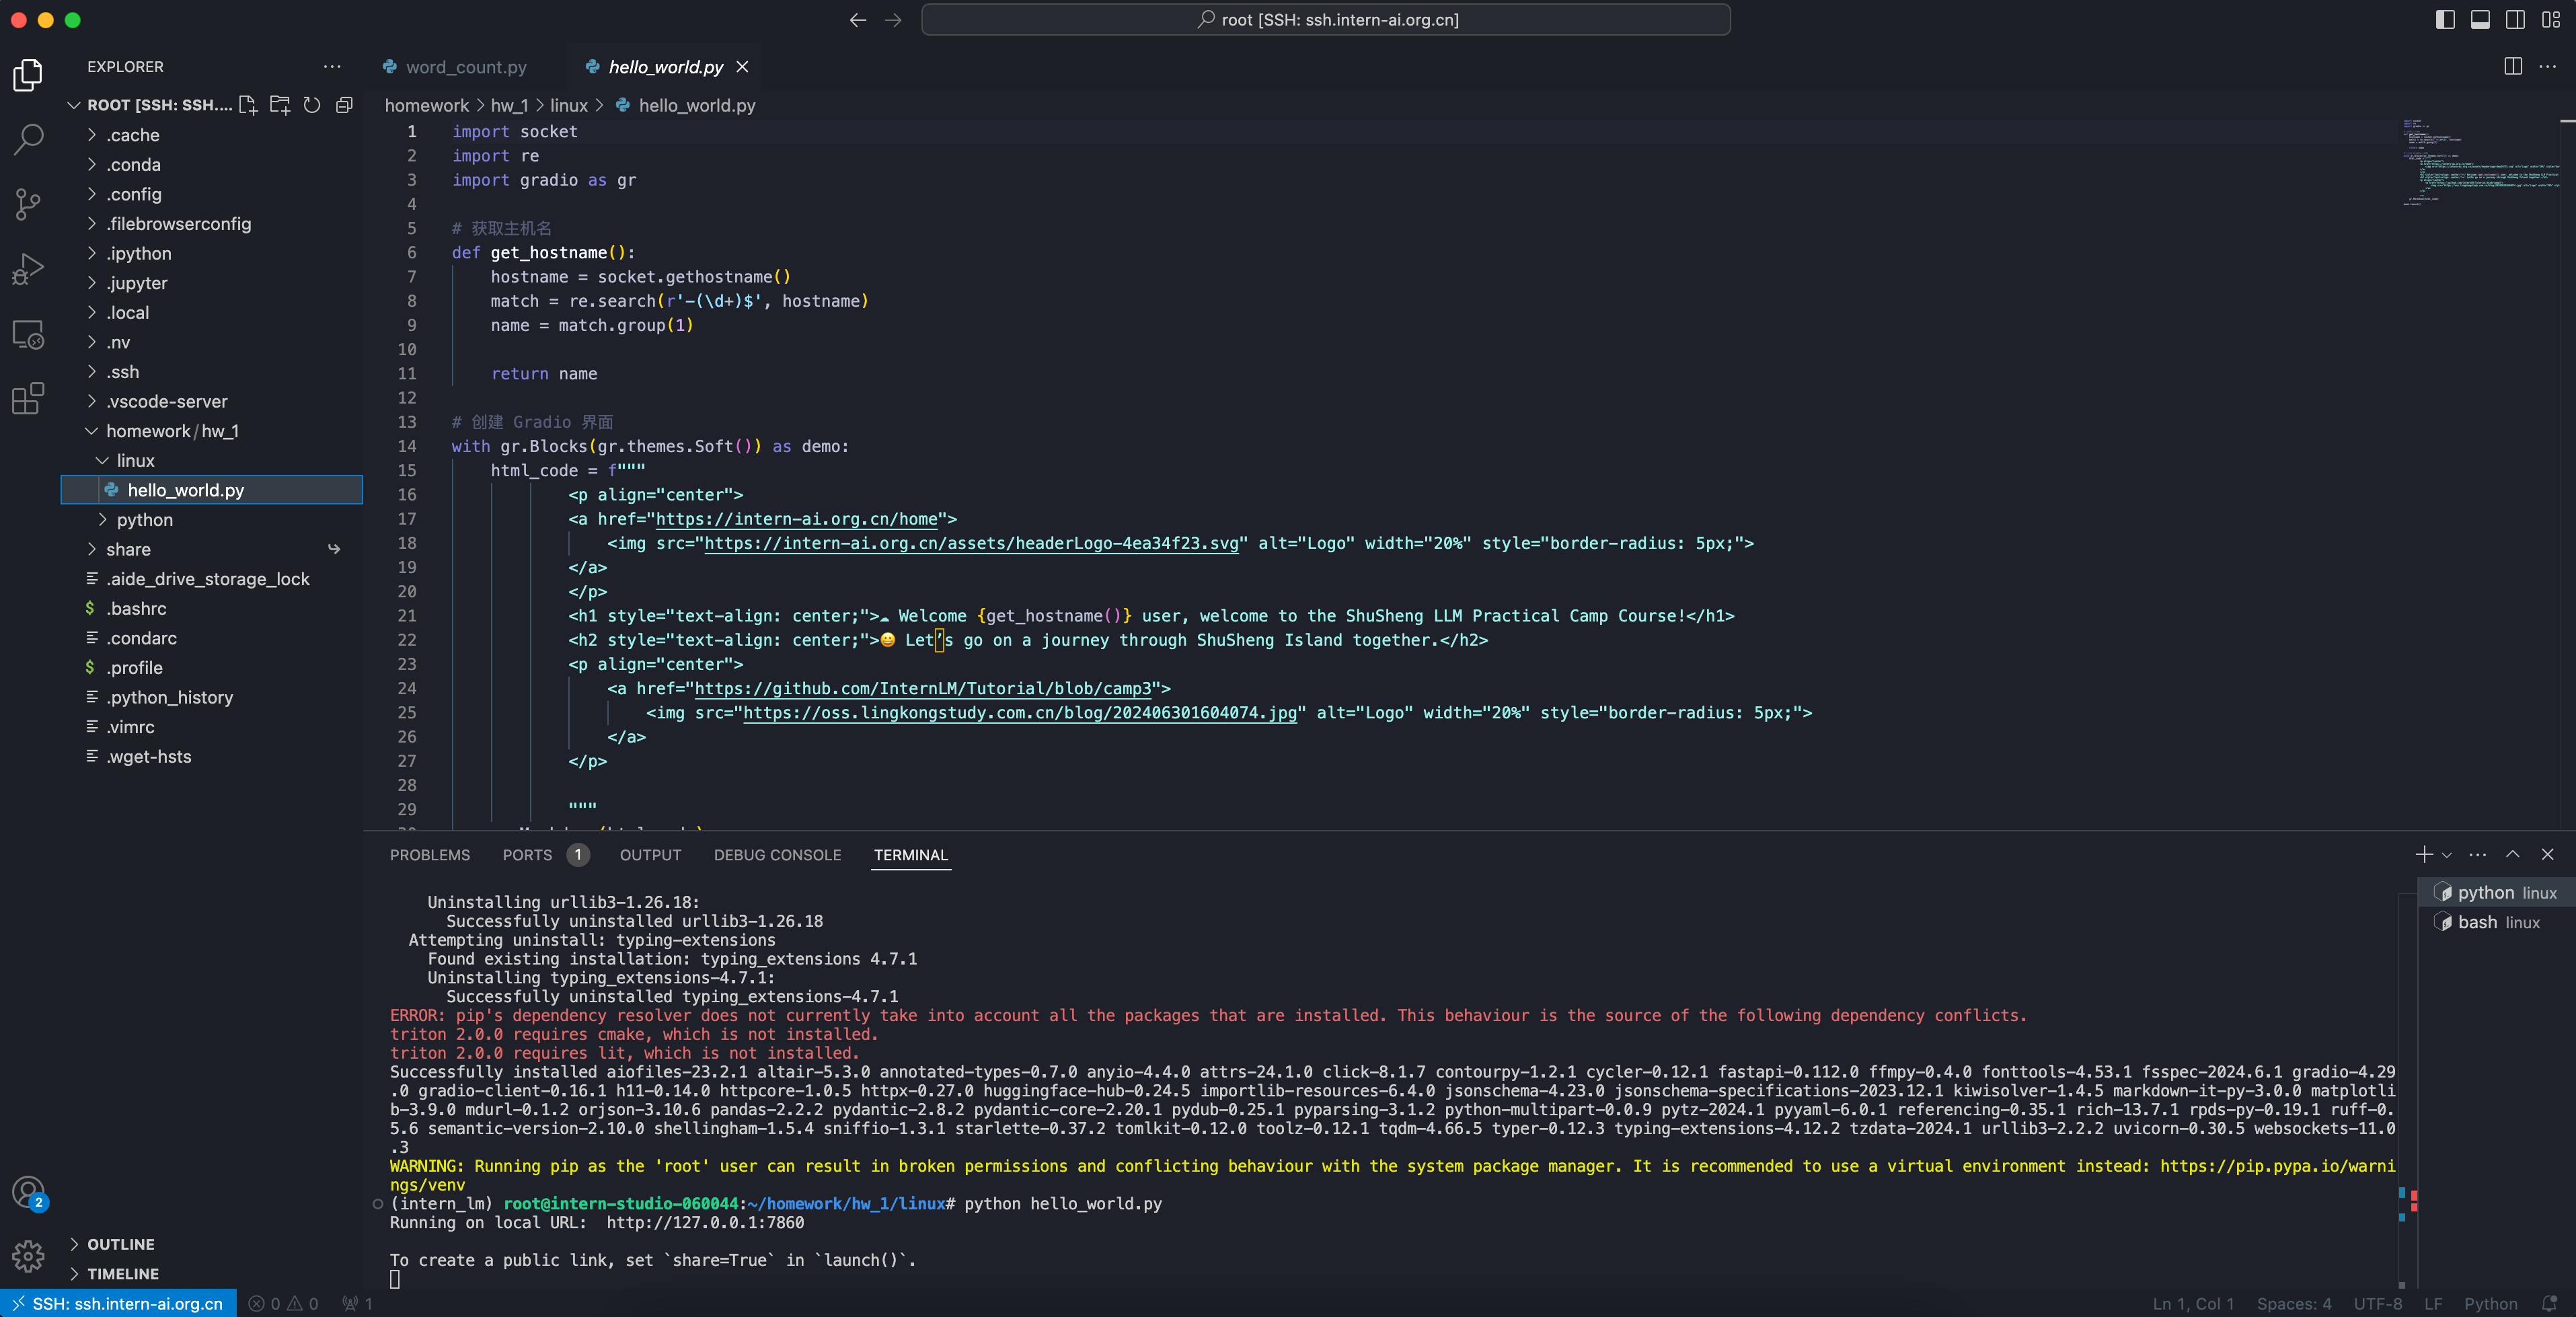 root [SSH: ssh.intern-ai.org.cn]
EXPLORER
ROOT [SSH: SSH....
.cache
.conda
.config
.filebrowserconfig
.ipython
.jupyter
.local
.nv
.ssh
.vscode-server
homework/hw_1
linux
hello_world.py
python
share
.aide_drive_storage_lock
.bashrc
.condarc
.profile
.python_history
.vimrc
.wget-hsts
OUTLINE
TIMELINE
2
word_count.py
hello_world.py
homework > hw_1 > linux > hello_world.py
1 import socket
2 import re
3 import gradio as gr
4
5 # 获取主机名
6 def get_hostname():
7 hostname = socket.gethostname()
8 match = re.search(r'-(\d+)$', hostname)
9 name = match.group(1)
10
11 return name
12
13 # 创建 Gradio 界面
14 with gr.Blocks(gr.themes.Soft()) as demo:
15 html_code = f"""
16 <p align="center">
17 <a href="https://intern-ai.org.cn/home">
18 <img src="https://intern-ai.org.cn/assets/headerLogo-4ea34f23.svg" alt="Logo" width="20%" style="border-radius: 5px;">
19 </a>
20 </p>
21 <h1 style="text-align: center;">☁️ Welcome {get_hostname()} user, welcome to the ShuSheng LLM Practical Camp Course!</h1>
22 <h2 style="text-align: center;">😀 Let’s go on a journey through ShuSheng Island together.</h2>
23 <p align="center">
24 <a href="https://github.com/InternLM/Tutorial/blob/camp3">
25 <img src="https://oss.lingkongstudy.com.cn/blog/202406301604074.jpg" alt="Logo" width="20%" style="border-radius: 5px;">
26 </a>
27 </p>
28
29 """
PROBLEMS PORTS 1 OUTPUT DEBUG CONSOLE TERMINAL
Uninstalling urllib3-1.26.18:
Successfully uninstalled urllib3-1.26.18
Attempting uninstall: typing-extensions
Found existing installation: typing_extensions 4.7.1
Uninstalling typing_extensions-4.7.1:
Successfully uninstalled typing_extensions-4.7.1
ERROR: pip's dependency resolver does not currently take into account all the packages that are installed. This behaviour is the source of the following dependency conflicts.
triton 2.0.0 requires cmake, which is not installed.
triton 2.0.0 requires lit, which is not installed.
Successfully installed aiofiles-23.2.1 altair-5.3.0 annotated-types-0.7.0 anyio-4.4.0 attrs-24.1.0 click-8.1.7 contourpy-1.2.1 cycler-0.12.1 fastapi-0.112.0 ffmpy-0.4.0 fonttools-4.53.1 fsspec-2024.6.1 gradio-4.29
.0 gradio-client-0.16.1 h11-0.14.0 httpcore-1.0.5 httpx-0.27.0 huggingface-hub-0.24.5 importlib-resources-6.4.0 jsonschema-4.23.0 jsonschema-specifications-2023.12.1 kiwisolver-1.4.5 markdown-it-py-3.0.0 matplotli
b-3.9.0 mdurl-0.1.2 orjson-3.10.6 pandas-2.2.2 pydantic-2.8.2 pydantic-core-2.20.1 pydub-0.25.1 pyparsing-3.1.2 python-multipart-0.0.9 pytz-2024.1 pyyaml-6.0.1 referencing-0.35.1 rich-13.7.1 rpds-py-0.19.1 ruff-0.
5.6 semantic-version-2.10.0 shellingham-1.5.4 sniffio-1.3.1 starlette-0.37.2 tomlkit-0.12.0 toolz-0.12.1 tqdm-4.66.5 typer-0.12.3 typing-extensions-4.12.2 tzdata-2024.1 urllib3-2.2.2 uvicorn-0.30.5 websockets-11.0
.3
WARNING: Running pip as the 'root' user can result in broken permissions and conflicting behaviour with the system package manager. It is recommended to use a virtual environment instead: https://pip.pypa.io/warni
ngs/venv
(intern_lm) root@intern-studio-060044:~/homework/hw_1/linux# python hello_world.py
Running on local URL:  http://127.0.0.1:7860
To create a public link, set `share=True` in `launch()`.
python linux
bash linux
SSH: ssh.intern-ai.org.cn 0 0 1
Ln 1, Col 1 Spaces: 4 UTF-8 LF Python